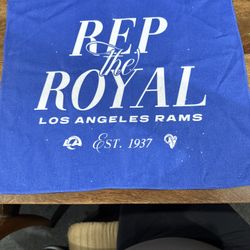 REP
the
ROYAL
LOS ANGELES RAMS
EST. 1937